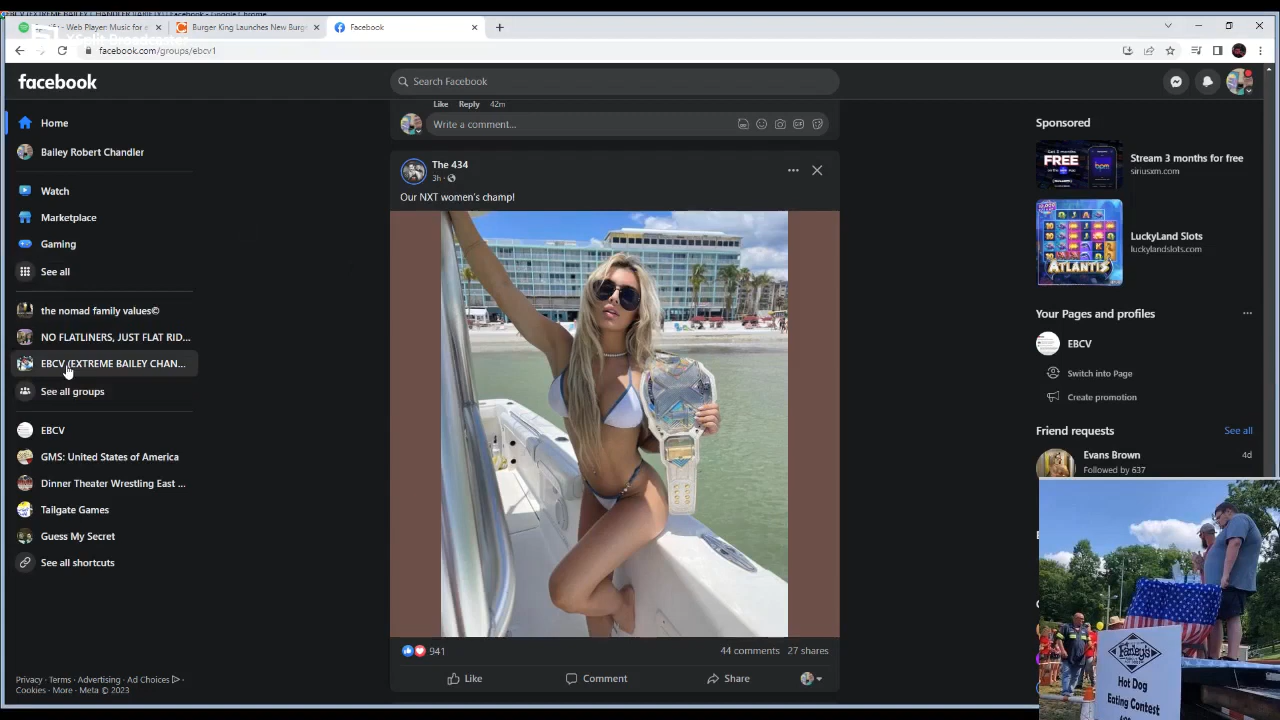 Facebook
Burger King Launches New Burg
Facebook
facebook.com/groups/ebcv1
facebook
Search Facebook
Home
Bailey Robert Chandler
Watch
Marketplace
Gaming
See all
the nomad family values©
NO FLATLINERS, JUST FLAT RID...
EBCV (EXTREME BAILEY CHAN...
See all groups
EBCV
GMS: United States of America
Dinner Theater Wrestling East ...
Tailgate Games
Guess My Secret
See all shortcuts
Privacy · Terms · Advertising · Ad Choices
Cookies · More · Meta © 2023
Like Reply 42m
Write a comment...
The 434
3h ·
Our NXT women's champ!
941
44 comments 27 shares
Like Comment Share
Sponsored
FREE
bpm
Stream 3 months for free
siriusxm.com
ATLANTIS
LuckyLand Slots
luckylandslots.com
Your Pages and profiles
EBCV
Switch into Page
Create promotion
Friend requests
See all
Evans Brown
4d
Followed by 637
Farley's
Hot Dog
Eating Contest